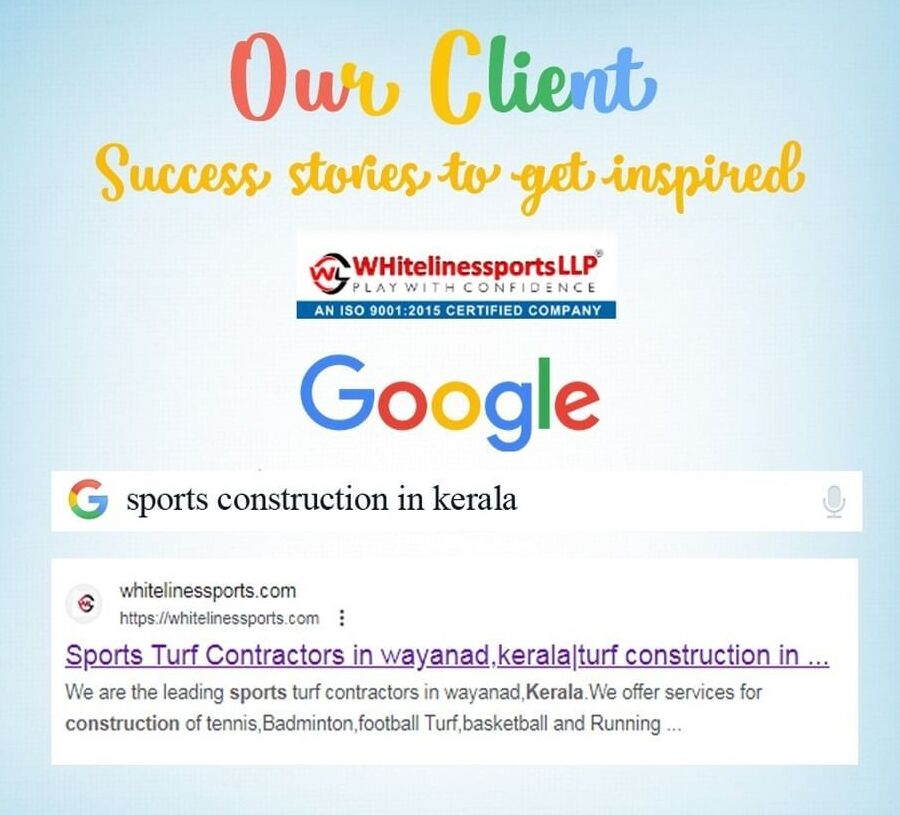 Our Client
Success stories to get inspired
WL WHitelinessportsLLP®
PLAY WITH CONFIDENCE
AN ISO 9001:2015 CERTIFIED COMPANY
Google
G sports construction in kerala
whitelinessports.com
https://whitelinessports.com
Sports Turf Contractors in wayanad,kerala|turf construction in ...
We are the leading sports turf contractors in wayanad,Kerala.We offer services for
construction of tennis,Badminton,football Turf,basketball and Running ...